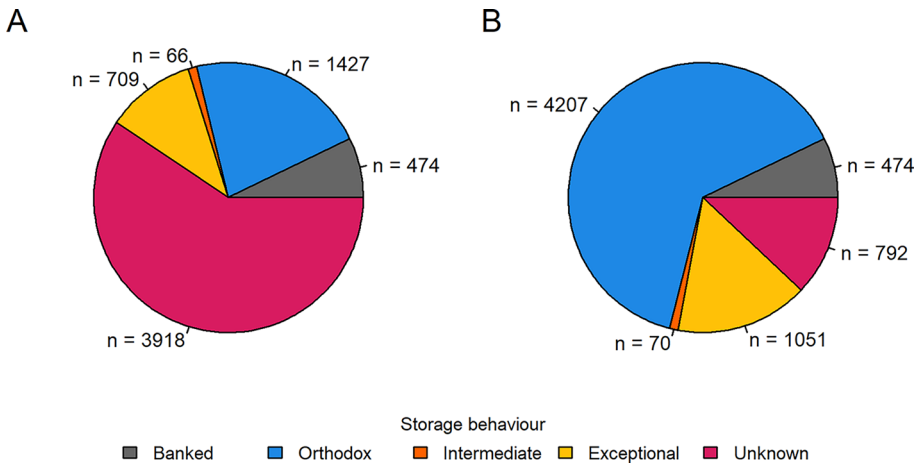 A
B
n = 66
n = 1427
n = 709
n = 474
n = 3918
n = 4207
n = 474
n = 792
n = 70
n = 1051
Storage behaviour
Banked Orthodox Intermediate Exceptional Unknown